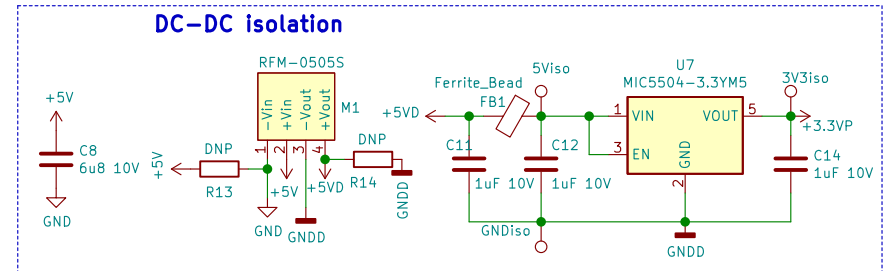 DC-DC isolation
+5V
C8
6u8 10V
GND
RFM-0505S
-Vin
+Vin
-Vout
+Vout
M1
1
2
3
4
+5V
DNP
R13
+5V
GND
GNDD
+5VD
DNP
R14
GNDD
+5VD
Ferrite_Bead
FB1
5Viso
C11
1uF 10V
C12
1uF 10V
GNDiso
U7
MIC5504-3.3YM5
1
VIN
VOUT
5
3
EN
GND
2
GNDD
3V3iso
+3.3VP
C14
1uF 10V